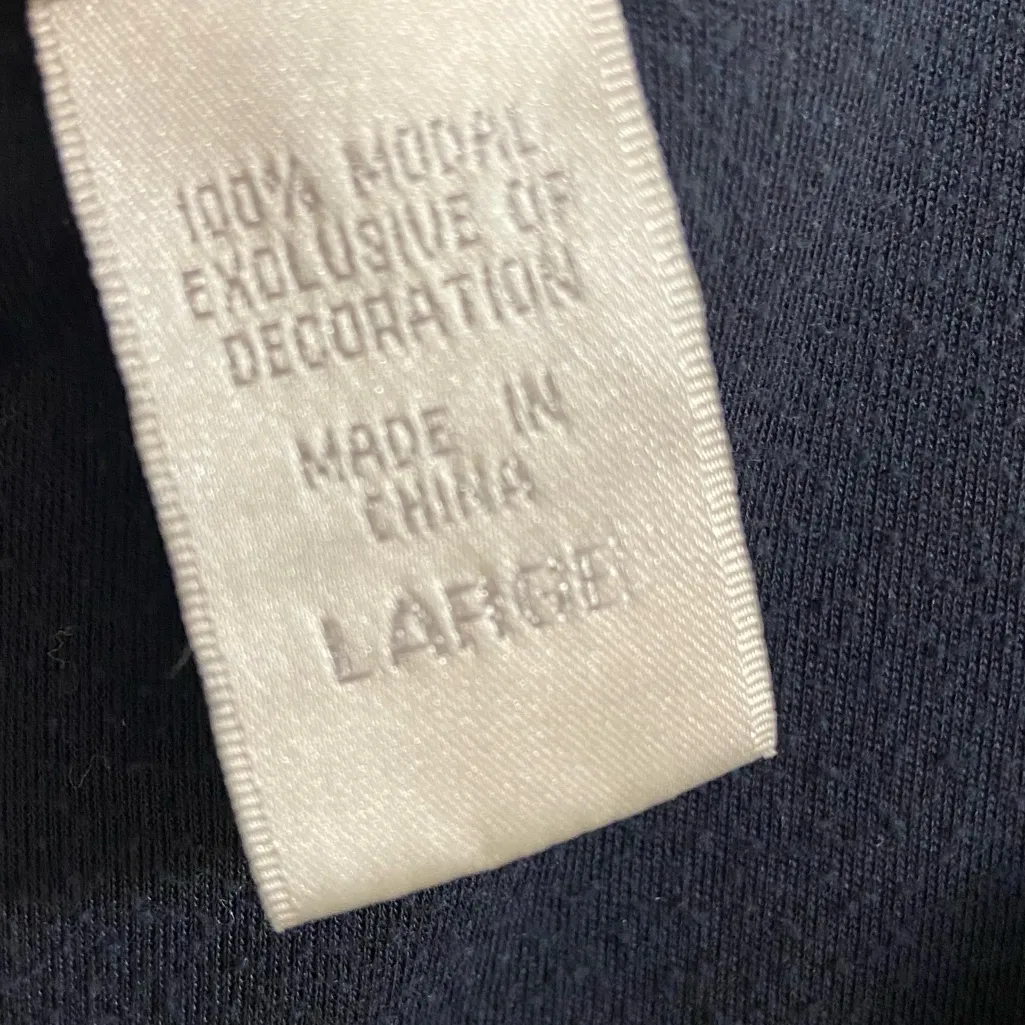 100% MODAL
EXCLUSIVE OF
DECORATION
MADE IN
CHINA
LARGE